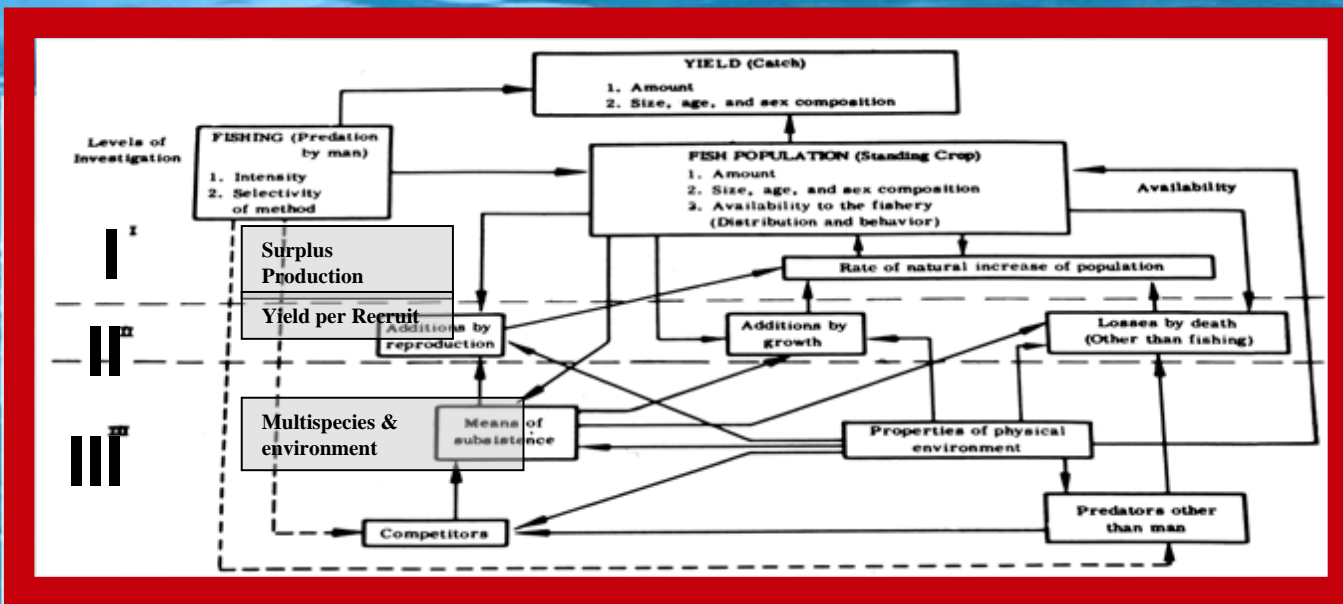 YIELD (Catch)
1. Amount
2. Size, age, and sex composition
Levels of
Investigation
FISHING (Predation
by man)
1. Intensity
2. Selectivity
of method
FISH POPULATION (Standing Crop)
1. Amount
2. Size, age, and sex composition
3. Availability to the fishery
(Distribution and behavior)
Availability
I
I
Surplus
Production
Rate of natural increase of population
II
II
Yield per Recruit
Additions by
reproduction
Additions by
growth
Losses by death
(Other than fishing)
III
III
Multispecies &
environment
Means of
subsistence
Properties of physical
environment
Predators other
than man
Competitors